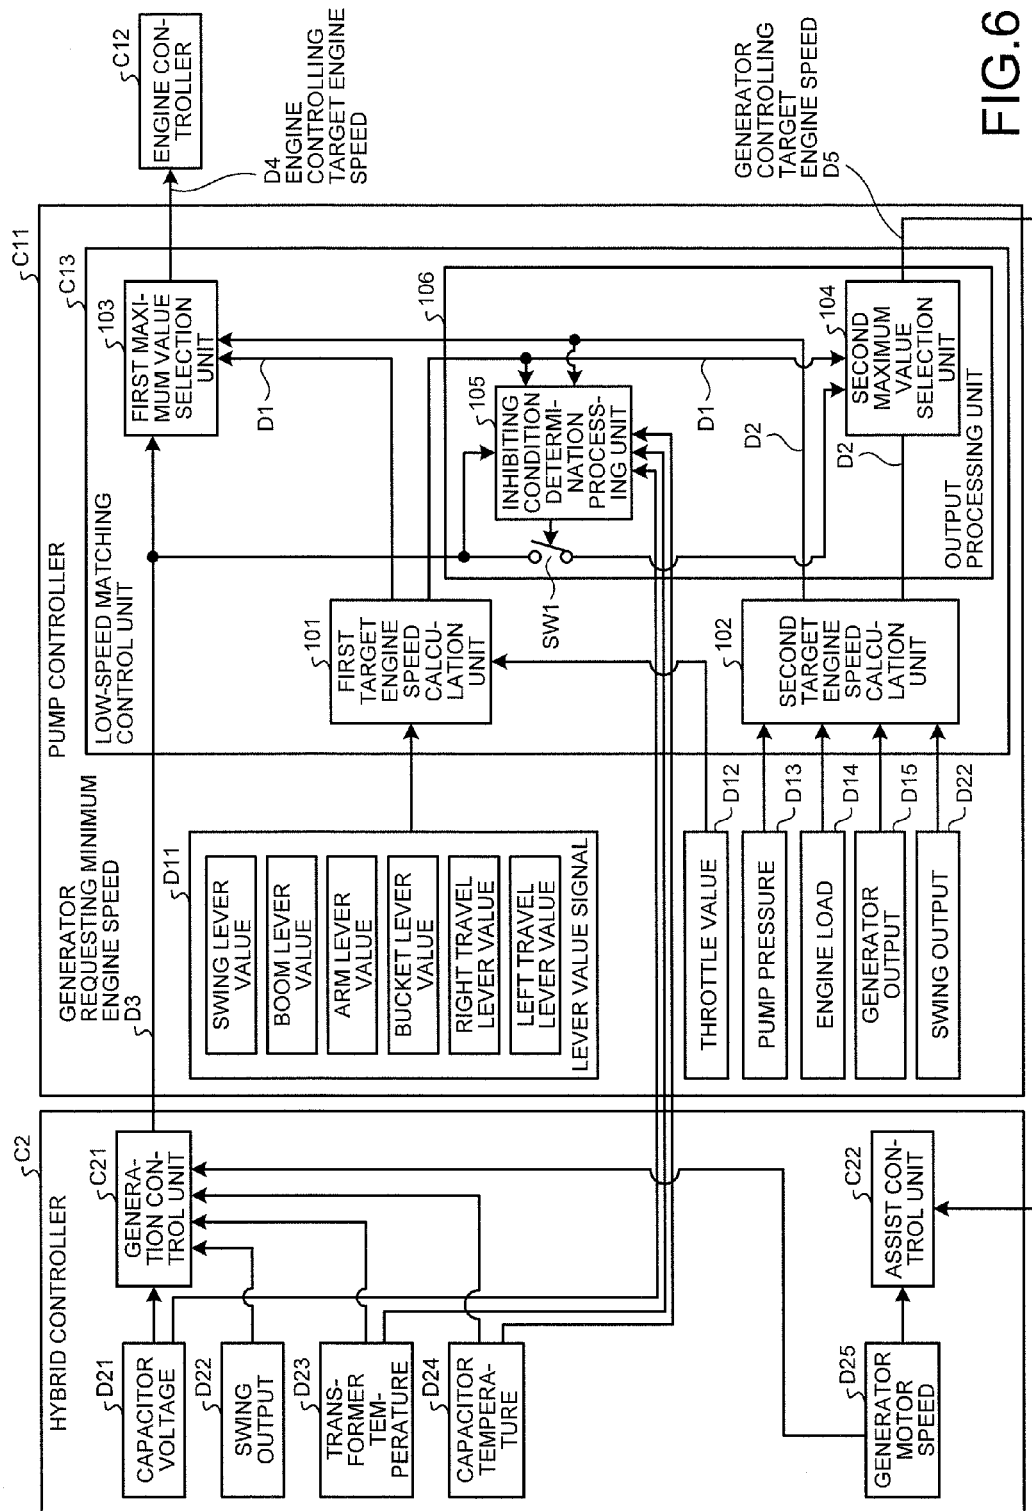 FIG.6
HYBRID CONTROLLER
C2
D21
CAPACITOR
VOLTAGE
D22
SWING
OUTPUT
D23
TRANS-
FORMER
TEM-
PERATURE
D24
CAPACITOR
TEMPERA-
TURE
D25
GENERATOR
MOTOR
SPEED
C21
GENERA-
TION CON-
TROL UNIT
C22
ASSIST CON-
TROL UNIT
GENERATOR
REQUESTING MINIMUM
ENGINE SPEED
D3
PUMP CONTROLLER
C11
D11
SWING LEVER
VALUE
BOOM LEVER
VALUE
ARM LEVER
VALUE
BUCKET LEVER
VALUE
RIGHT TRAVEL
LEVER VALUE
LEFT TRAVEL
LEVER VALUE
LEVER VALUE SIGNAL
THROTTLE VALUE
D12
PUMP PRESSURE
D13
ENGINE LOAD
D14
GENERATOR
OUTPUT
D15
SWING OUTPUT
D22
LOW-SPEED MATCHING
CONTROL UNIT
C13
101
FIRST
TARGET
ENGINE
SPEED
CALCU-
LATION
UNIT
102
SECOND
TARGET
ENGINE
SPEED
CALCU-
LATION
UNIT
103
FIRST MAXI-
MUM VALUE
SELECTION
UNIT
D1
106
105
INHIBITING
CONDITION
DETERMI-
NATION
PROCESS-
ING UNIT
SW1
D1
D2
D2
104
SECOND
MAXIMUM
VALUE
SELECTION
UNIT
OUTPUT
PROCESSING UNIT
C12
ENGINE CON-
TROLLER
D4
ENGINE
CONTROLLING
TARGET ENGINE
SPEED
GENERATOR
CONTROLLING
TARGET
ENGINE SPEED
D5